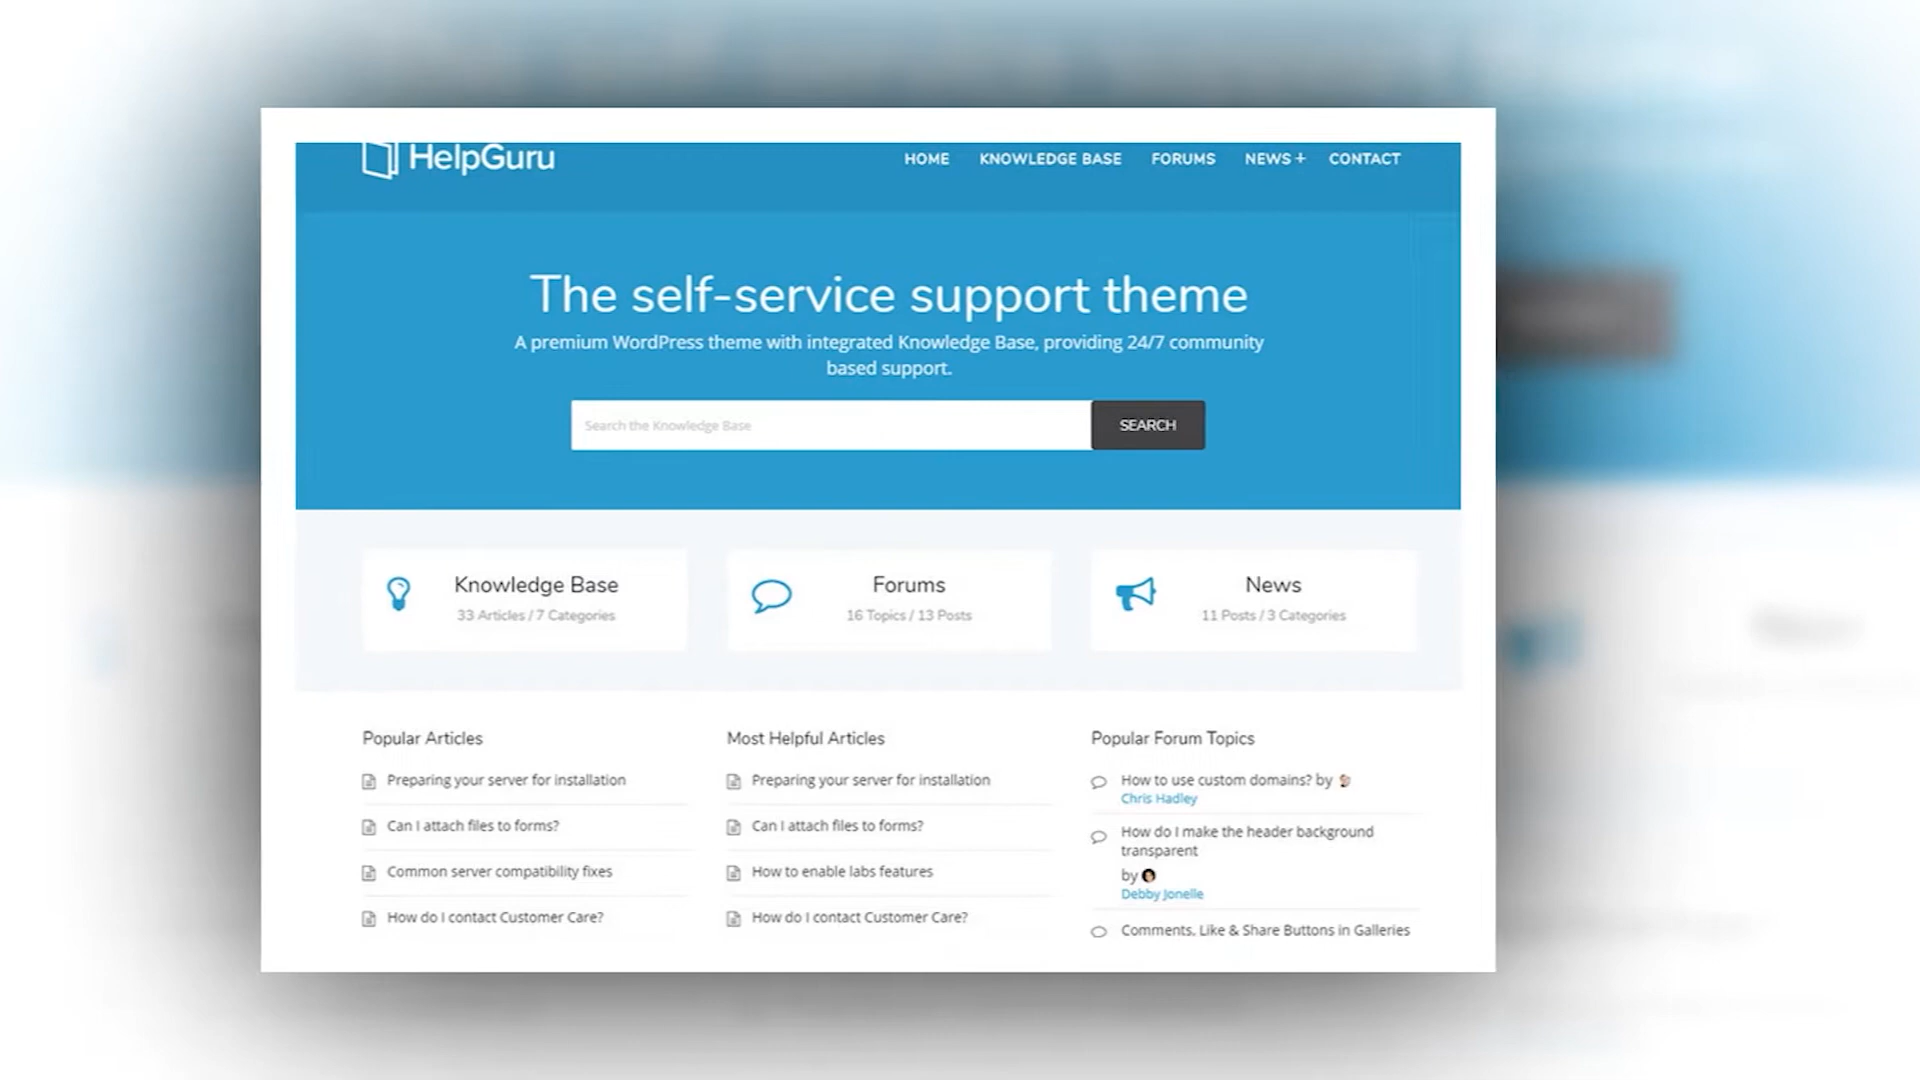 HelpGuru
HOME KNOWLEDGE BASE FORUMS NEWS + CONTACT
The self-service support theme
A premium WordPress theme with integrated Knowledge Base, providing 24/7 community
based support.
Search the Knowledge Base
SEARCH
Knowledge Base
33 Articles / 7 Categories
Forums
16 Topics / 13 Posts
News
11 Posts / 3 Categories
Popular Articles
Preparing your server for installation
Can I attach files to forms?
Common server compatibility fixes
How do I contact Customer Care?
Most Helpful Articles
Preparing your server for installation
Can I attach files to forms?
How to enable labs features
How do I contact Customer Care?
Popular Forum Topics
How to use custom domains? by
Chris Hadley
How do I make the header background
transparent
by
Debby Jonelle
Comments, Like & Share Buttons in Galleries